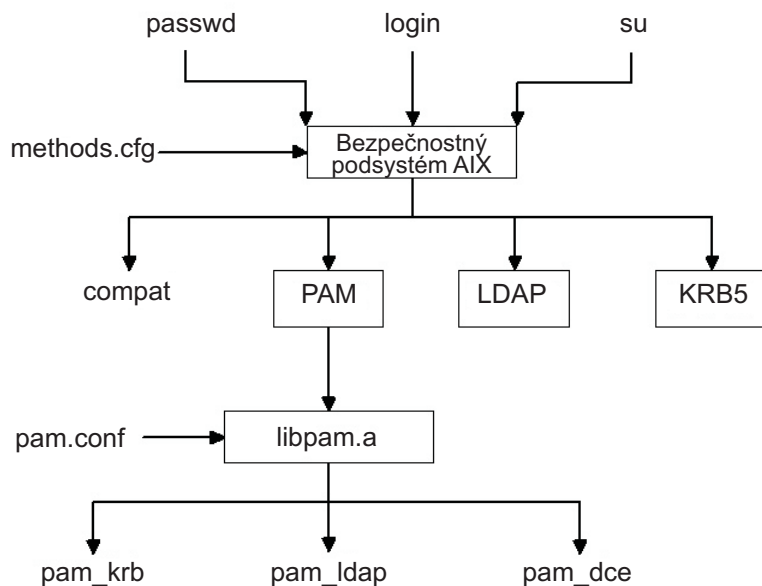 passwd login su
methods.cfg
Bezpečnostný
podsystém AIX
compat PAM LDAP KRB5
pam.conf libpam.a
pam_krb pam_ldap pam_dce